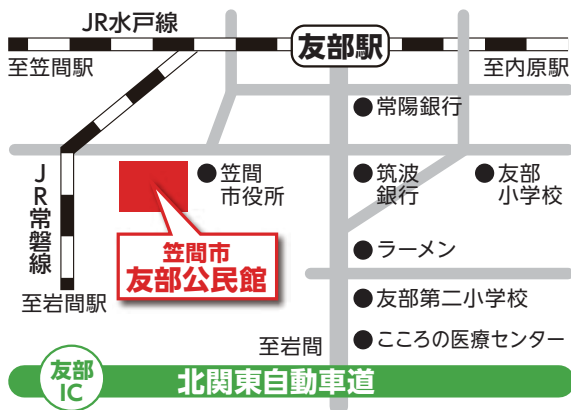 JR水戸線
友部駅
至笠間駅
至内原駅
常陽銀行
JR常磐線
笠間
市役所
筑波
銀行
友部
小学校
笠間市
友部公民館
ラーメン
至岩間駅
友部第二小学校
至岩間
こころの医療センター
友部
IC
北関東自動車道